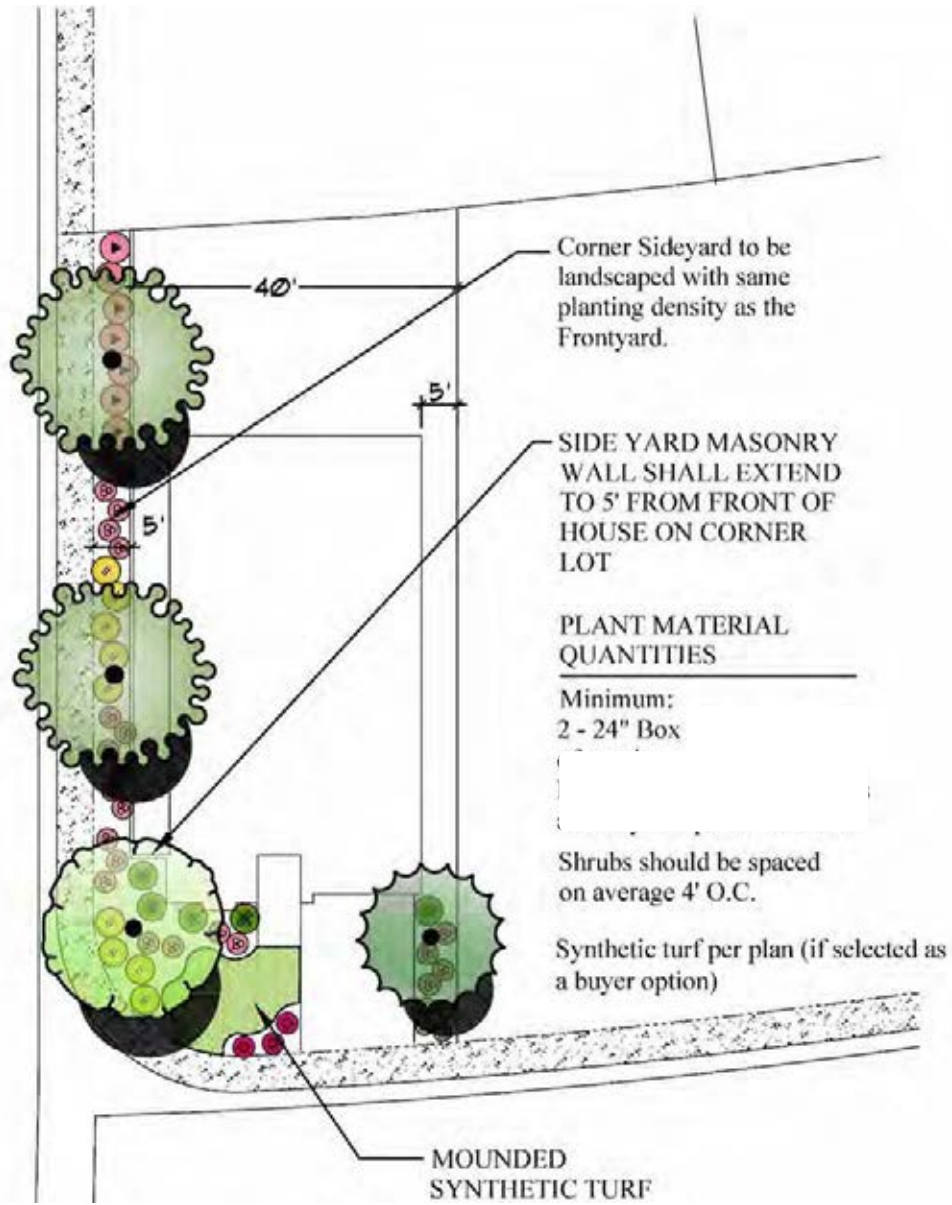 Corner Sideyard to be
landscaped with same
planting density as the
Frontyard.
40'
5'
SIDE YARD MASONRY
WALL SHALL EXTEND
TO 5' FROM FRONT OF
HOUSE ON CORNER
LOT
5'
PLANT MATERIAL
QUANTITIES
Minimum:
2 - 24" Box
Shrubs should be spaced
on average 4' O.C.
Synthetic turf per plan (if selected as
a buyer option)
MOUNDED
SYNTHETIC TURF